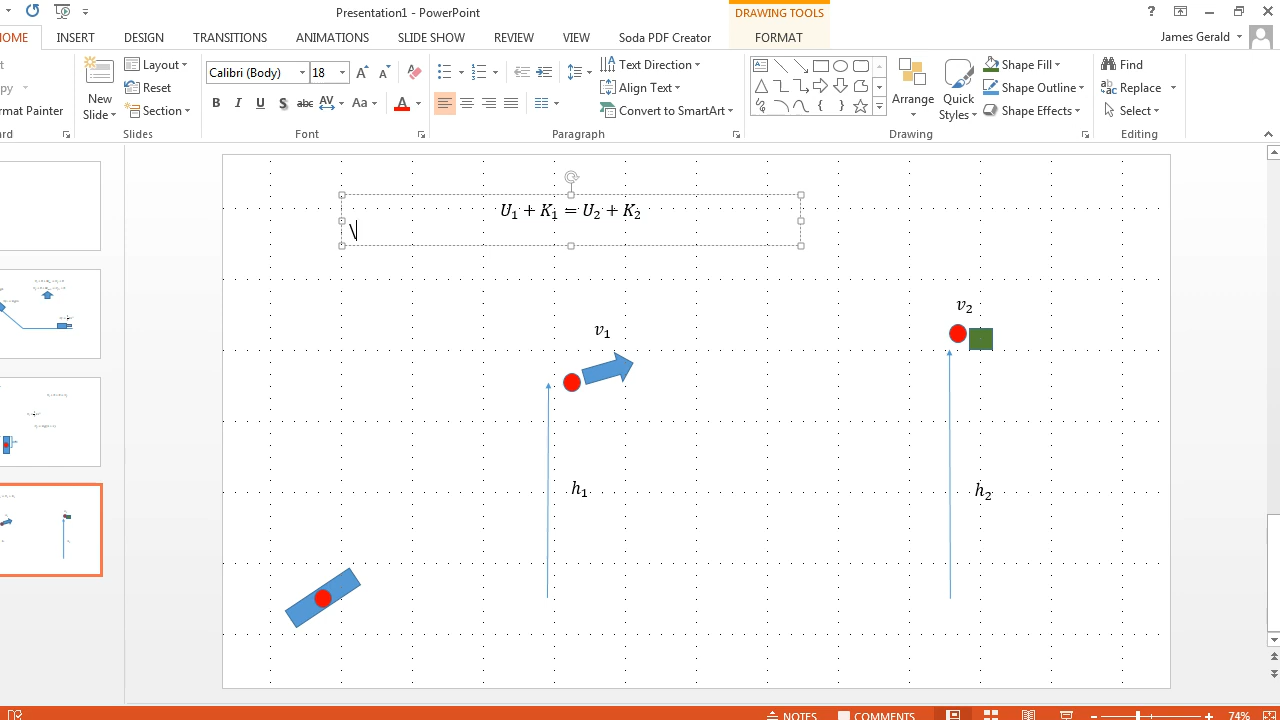 Presentation1 - PowerPoint
DRAWING TOOLS
?
HOME
INSERT
DESIGN
TRANSITIONS
ANIMATIONS
SLIDE SHOW
REVIEW
VIEW
Soda PDF Creator
FORMAT
James Gerald
New Slide
Layout
Reset
Section
Slides
Calibri (Body)
18
B I U S abc AV Aa A
Font
Text Direction
Align Text
Convert to SmartArt
Paragraph
Arrange
Quick Styles
Shape Fill
Shape Outline
Shape Effects
Drawing
Find
Replace
Select
Editing
U₁ + K₁ = U₂ + K₂
\
v₁
v₂
h₁
h₂
NOTES
COMMENTS
74%